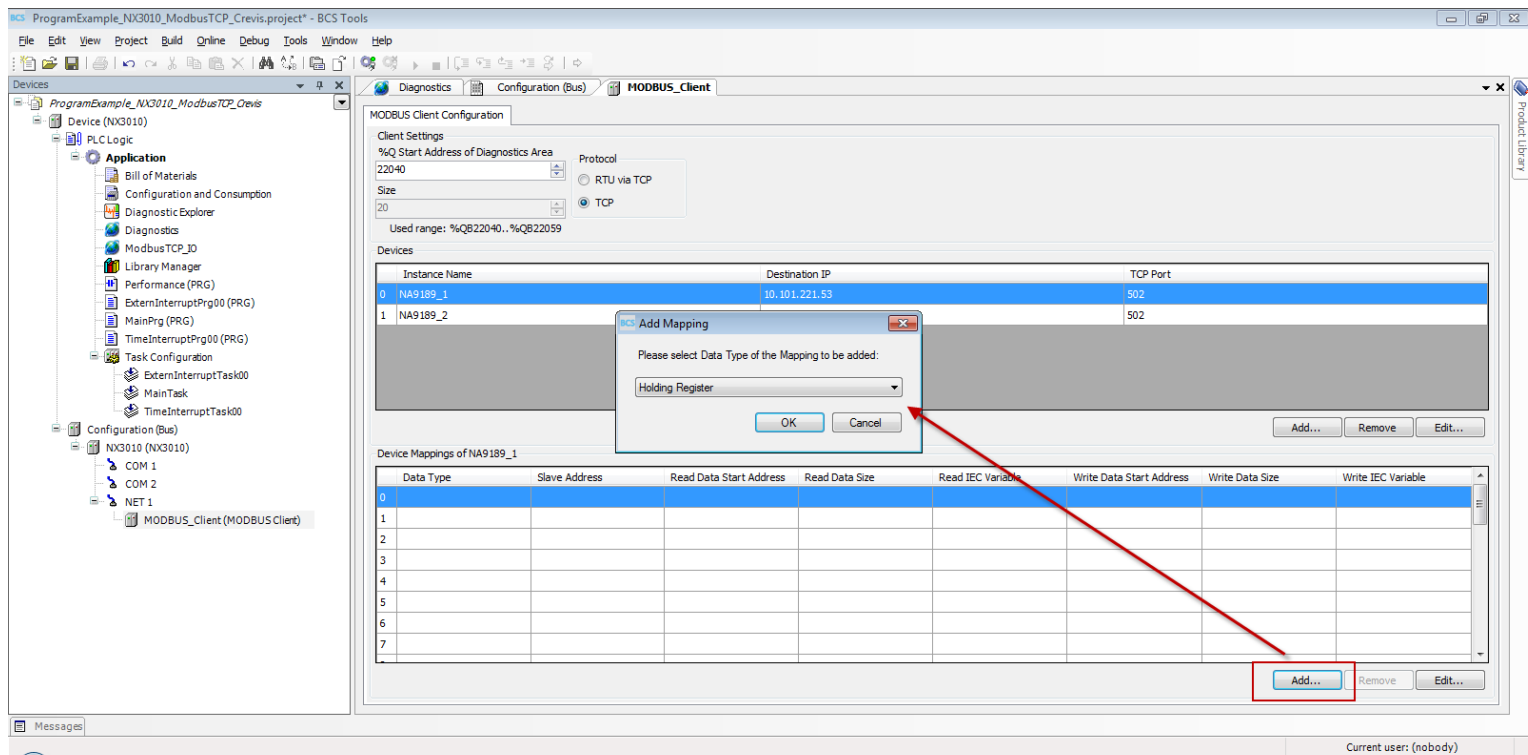 BCS ProgramExample_NX3010_ModbusTCP_Crevis.project* - BCS Tools
File Edit View Project Build Online Debug Tools Window Help
Devices
ProgramExample_NX3010_ModbusTCP_Crevis
Device (NX3010)
PLC Logic
Application
Bill of Materials
Configuration and Consumption
Diagnostic Explorer
Diagnostics
ModbusTCP_IO
Library Manager
Performance (PRG)
ExternInterruptPrg00 (PRG)
MainPrg (PRG)
TimeInterruptPrg00 (PRG)
Task Configuration
ExternInterruptTask00
MainTask
TimeInterruptTask00
Configuration (Bus)
NX3010 (NX3010)
COM 1
COM 2
NET 1
MODBUS_Client (MODBUS Client)
Diagnostics Configuration (Bus) MODBUS_Client
MODBUS Client Configuration
Client Settings
%Q Start Address of Diagnostics Area
22040
Size
20
Used range: %QB22040..%QB22059
Protocol
RTU via TCP
TCP
Devices
Instance Name Destination IP TCP Port
0 NA9189_1 10.101.221.53 502
1 NA9189_2 502
BCS Add Mapping
Please select Data Type of the Mapping to be added:
Holding Register
OK Cancel
Add... Remove Edit...
Device Mappings of NA9189_1
Data Type Slave Address Read Data Start Address Read Data Size Read IEC Variable Write Data Start Address Write Data Size Write IEC Variable
0
1
2
3
4
5
6
7
Add... Remove Edit...
Product Library
Messages
Current user: (nobody)